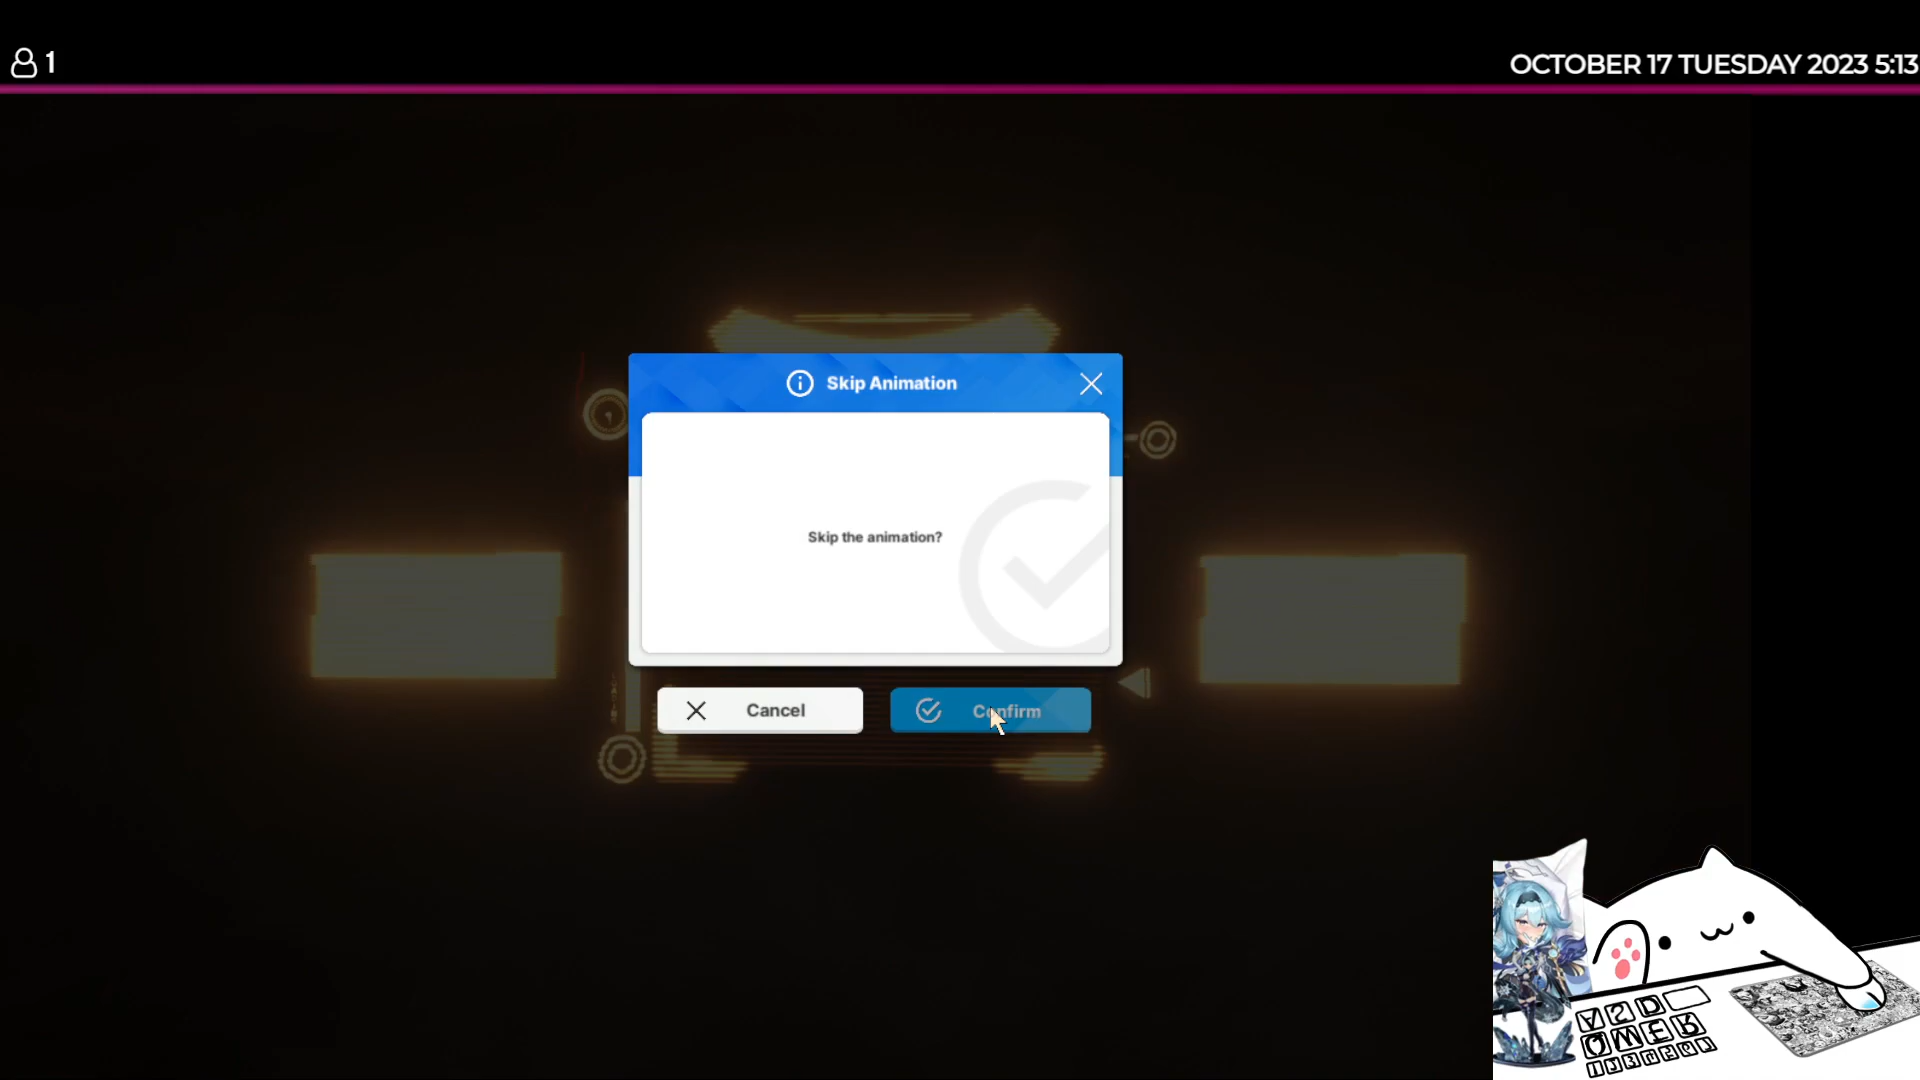 1
OCTOBER 17 TUESDAY 2023 5:13
Skip Animation
Skip the animation?
Cancel
Confirm
A S D
Q W E R